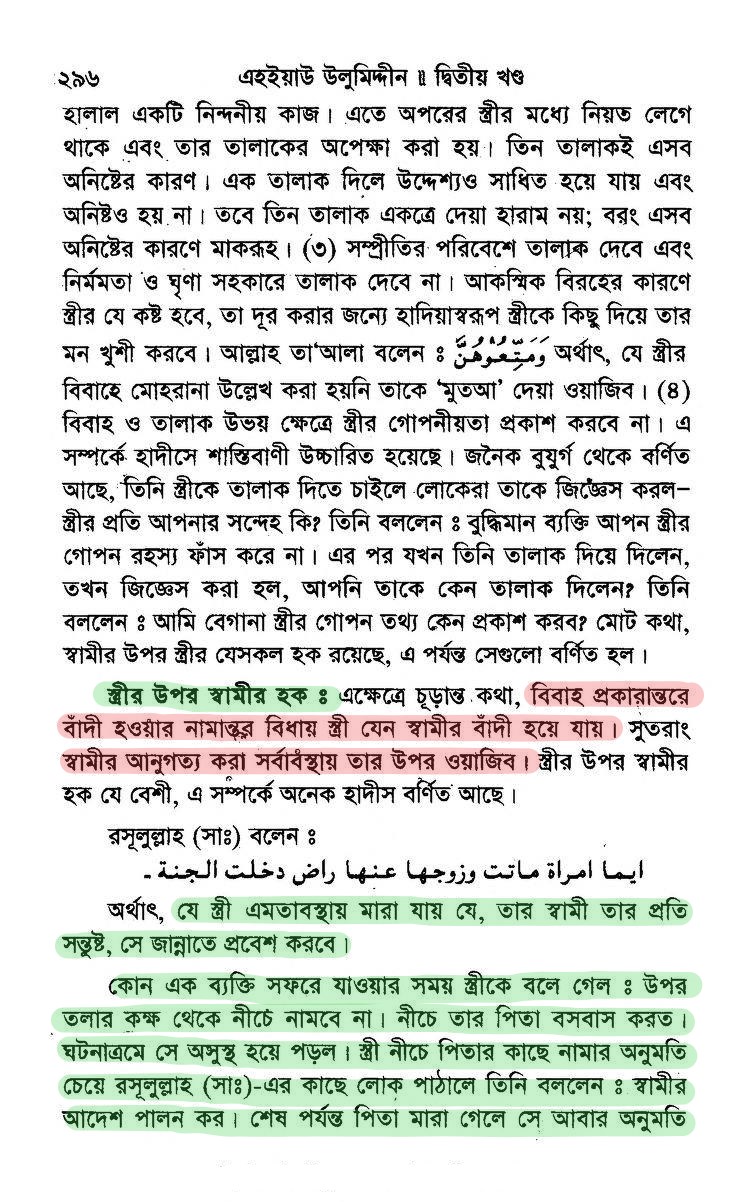 ২৯৬ এহইয়াউ উলুমিদ্দীন ॥ দ্বিতীয় খণ্ড
হালাল একটি নিন্দনীয় কাজ। এতে অপরের স্ত্রীর মধ্যে নিয়ত লেগে
থাকে এবং তার তালাকের অপেক্ষা করা হয়। তিন তালাকই এসব
অনিষ্টের কারণ। এক তালাক দিলে উদ্দেশ্যও সাধিত হয়ে যায় এবং
অনিষ্টও হয় না। তবে তিন তালাক একত্রে দেয়া হারাম নয়; বরং এসব
অনিষ্টের কারণে মাকরূহ। (৩) সম্প্রীতির পরিবেশে তালাক দেবে এবং
নির্মমতা ও ঘৃণা সহকারে তালাক দেবে না। আকস্মিক বিরহের কারণে
স্ত্রীর যে কষ্ট হবে, তা দূর করার জন্যে হাদিয়াস্বরূপ স্ত্রীকে কিছু দিয়ে তার
মন খুশী করবে। আল্লাহ তা'আলা বলেন ঃ وَمَتِّعُوْهُنَّ অর্থাৎ, যে স্ত্রীর
বিবাহে মোহরানা উল্লেখ করা হয়নি তাকে ‘মুতআ’ দেয়া ওয়াজিব। (৪)
বিবাহ ও তালাক উভয় ক্ষেত্রে স্ত্রীর গোপনীয়তা প্রকাশ করবে না। এ
সম্পর্কে হাদীসে শাস্তিবাণী উচ্চারিত হয়েছে। জনৈক বুযুর্গ থেকে বর্ণিত
আছে, তিনি স্ত্রীকে তালাক দিতে চাইলে লোকেরা তাকে জিজ্ঞেস করল–
স্ত্রীর প্রতি আপনার সন্দেহ কি? তিনি বললেন ঃ বুদ্ধিমান ব্যক্তি আপন স্ত্রীর
গোপন রহস্য ফাঁস করে না। এর পর যখন তিনি তালাক দিয়ে দিলেন,
তখন জিজ্ঞেস করা হল, আপনি তাকে কেন তালাক দিলেন? তিনি
বললেন ঃ আমি বেগানা স্ত্রীর গোপন তথ্য কেন প্রকাশ করব? মোট কথা,
স্বামীর উপর স্ত্রীর যেসকল হক রয়েছে, এ পর্যন্ত সেগুলো বর্ণিত হল।
স্ত্রীর উপর স্বামীর হক ঃ এক্ষেত্রে চূড়ান্ত কথা, বিবাহ প্রকারান্তরে
বাঁদী হওয়ার নামান্তর বিধায় স্ত্রী যেন স্বামীর বাঁদী হয়ে যায়। সুতরাং
স্বামীর আনুগত্য করা সর্বাবস্থায় তার উপর ওয়াজিব। স্ত্রীর উপর স্বামীর
হক যে বেশী, এ সম্পর্কে অনেক হাদীস বর্ণিত আছে।
রসূলুল্লাহ (সাঃ) বলেন ঃ
ايما امراة ماتت وزوجها عنها راض دخلت الجنة ـ
অর্থাৎ, যে স্ত্রী এমতাবস্থায় মারা যায় যে, তার স্বামী তার প্রতি
সন্তুষ্ট, সে জান্নাতে প্রবেশ করবে।
কোন এক ব্যক্তি সফরে যাওয়ার সময় স্ত্রীকে বলে গেল ঃ উপর
তলার কক্ষ থেকে নীচে নামবে না। নীচে তার পিতা বসবাস করত।
ঘটনাত্রমে সে অসুস্থ হয়ে পড়ল। স্ত্রী নীচে পিতার কাছে নামার অনুমতি
চেয়ে রসূলুল্লাহ (সাঃ)-এর কাছে লোক পাঠালে তিনি বললেন ঃ স্বামীর
আদেশ পালন কর। শেষ পর্যন্ত পিতা মারা গেলে সে আবার অনুমতি